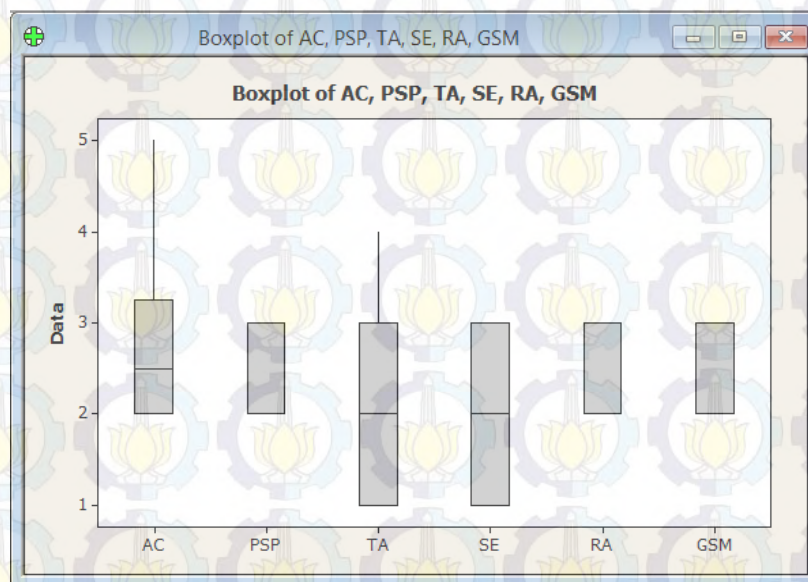 Boxplot of AC, PSP, TA, SE, RA, GSM
Boxplot of AC, PSP, TA, SE, RA, GSM
5
4
3
2
1
Data
AC PSP TA SE RA GSM